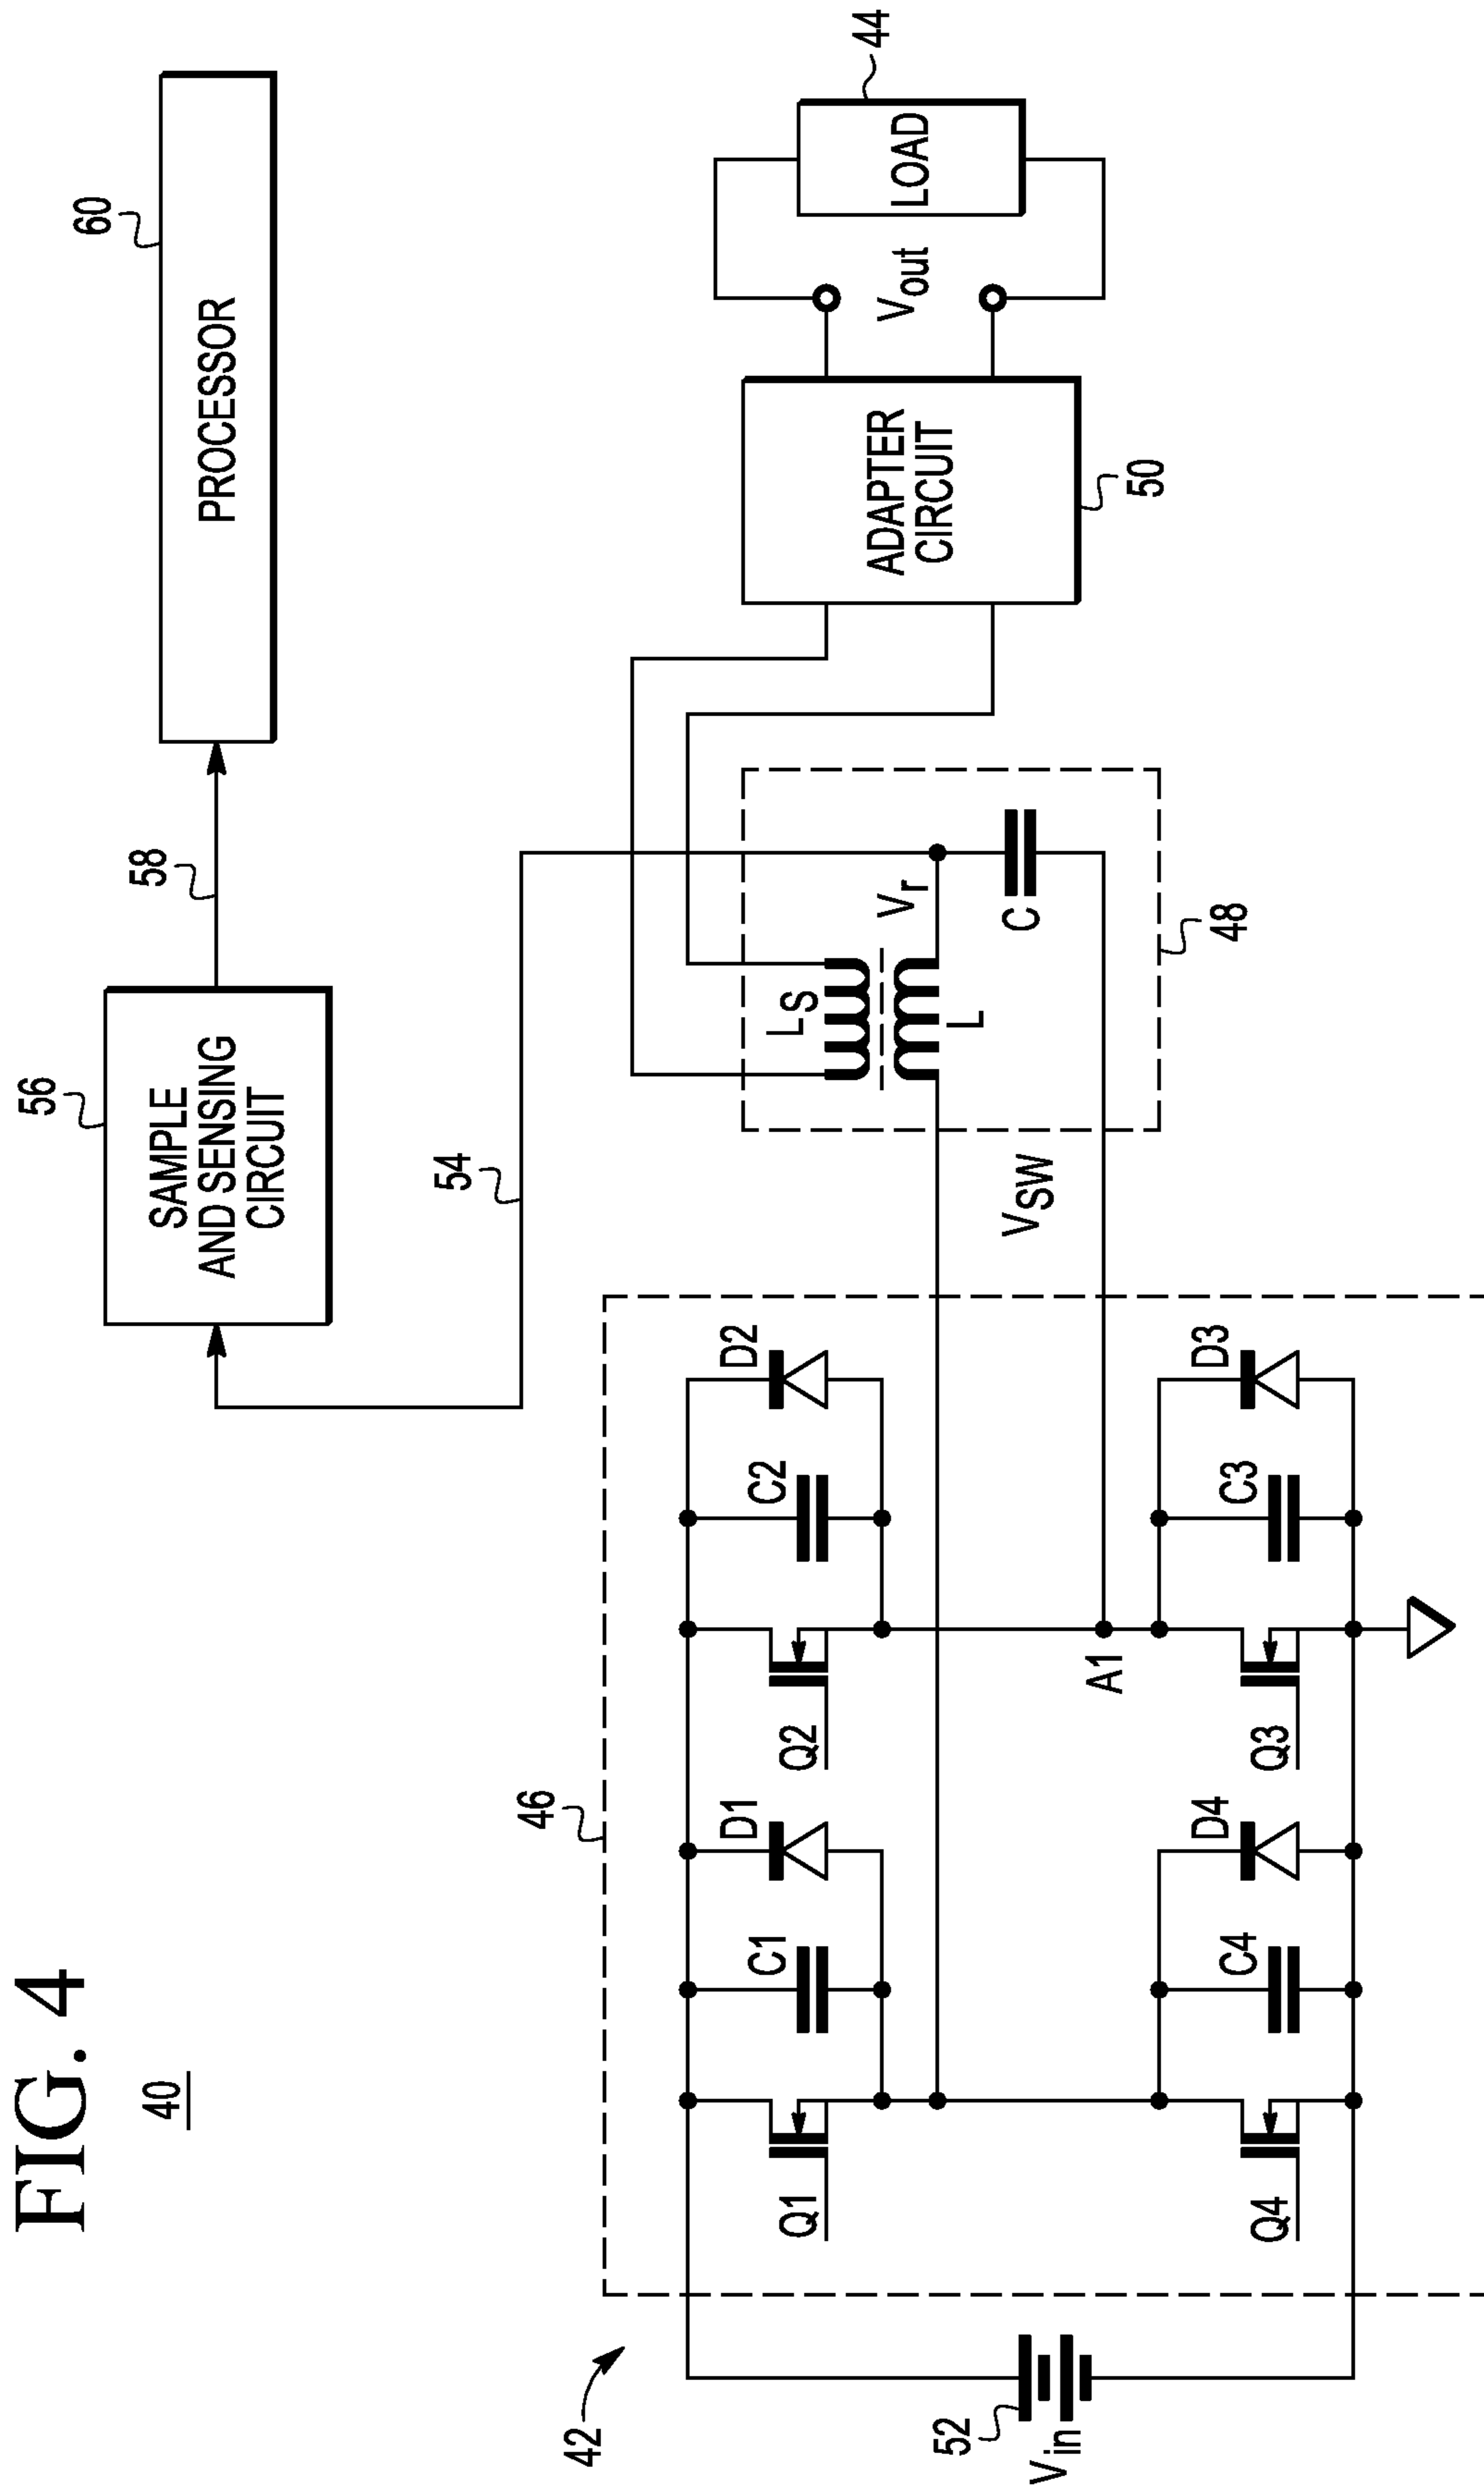 FIG. 4
40
56
SAMPLE
AND SENSING
CIRCUIT
58
60
PROCESSOR
54
42
46
52
Vin
Q1
C1
D1
Q2
C2
D2
Q4
C4
D4
A1
Q3
C3
D3
VSW
LS
L
Vr
C
48
ADAPTER
CIRCUIT
50
Vout
LOAD
44